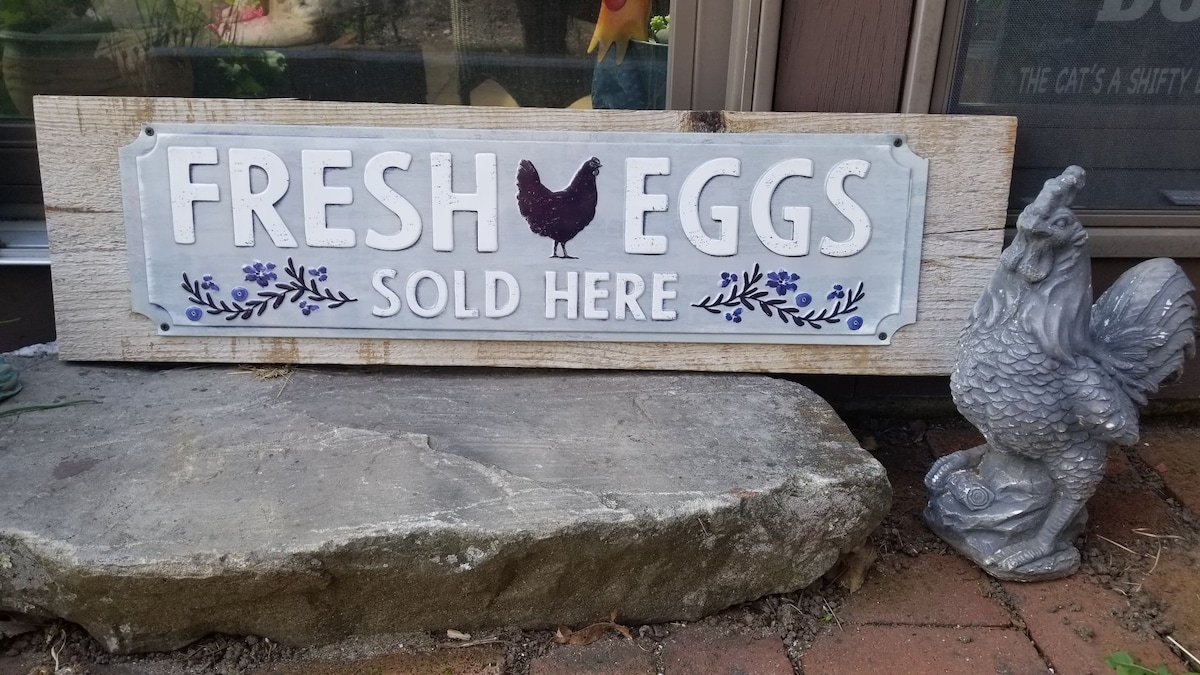 FRESH EGGS
SOLD HERE
THE CAT'S A SHIFTY